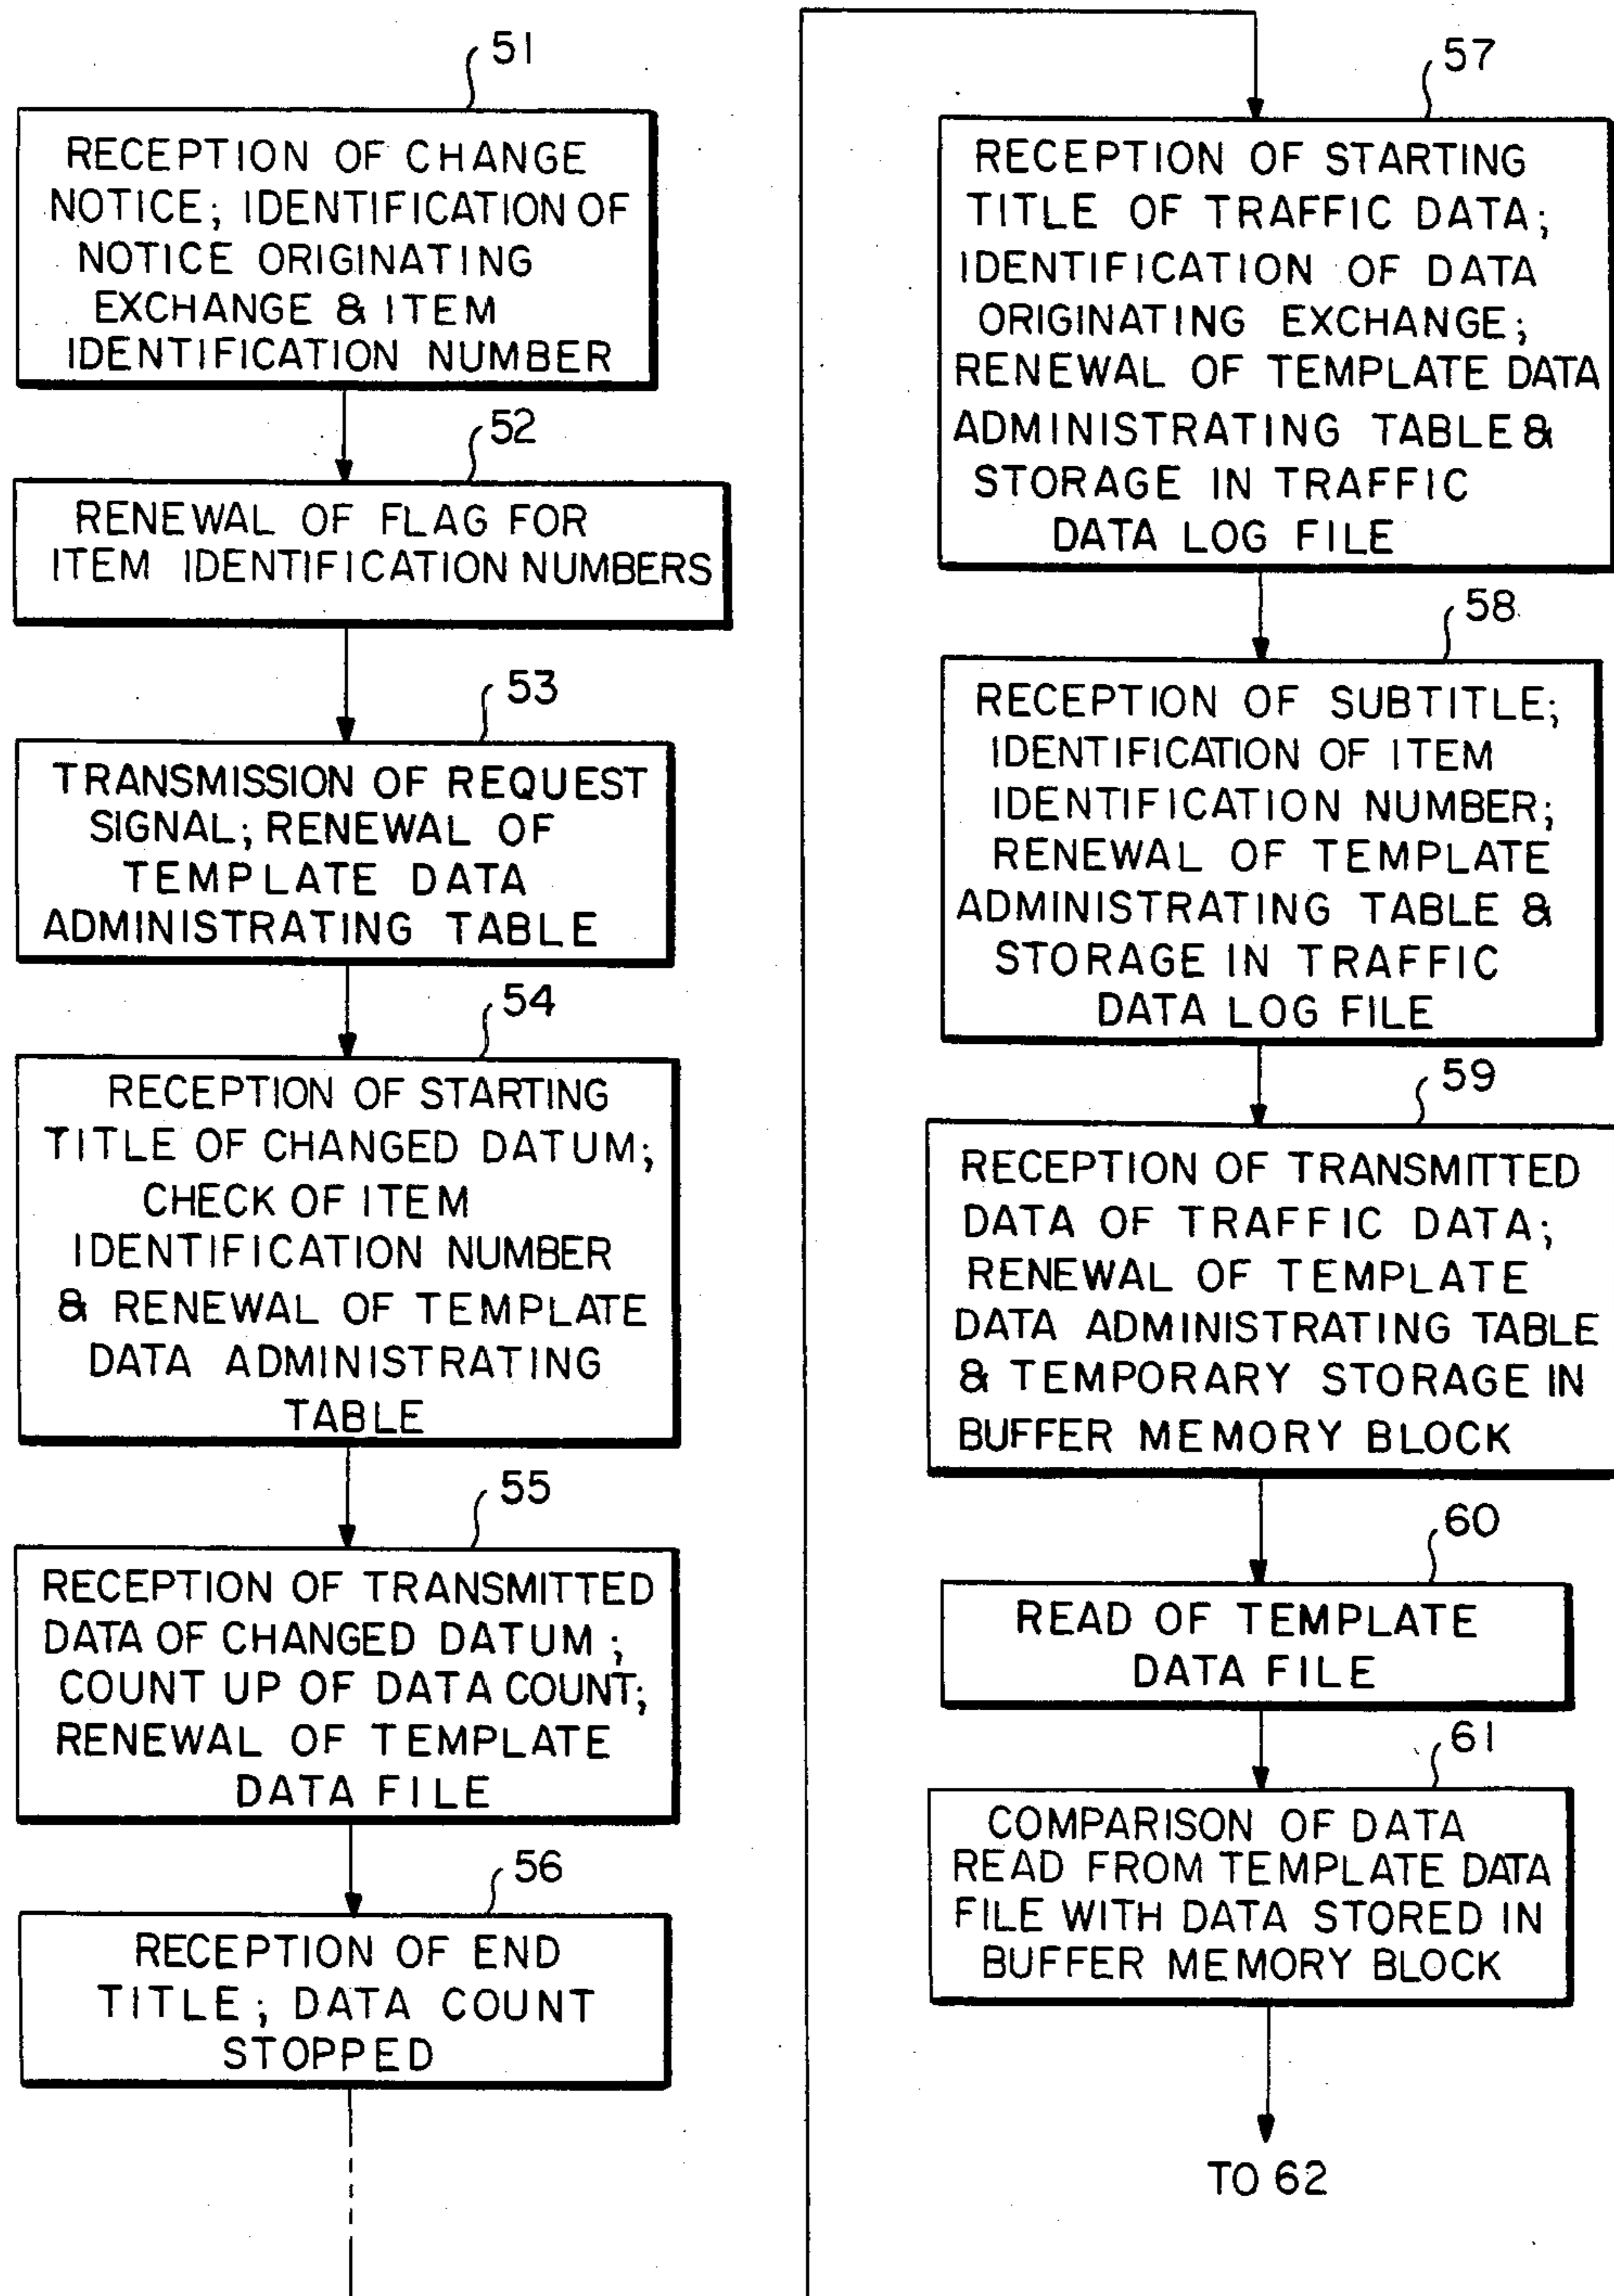 51
RECEPTION OF CHANGE
NOTICE; IDENTIFICATION OF
NOTICE ORIGINATING
EXCHANGE & ITEM
IDENTIFICATION NUMBER
52
RENEWAL OF FLAG FOR
ITEM IDENTIFICATION NUMBERS
53
TRANSMISSION OF REQUEST
SIGNAL; RENEWAL OF
TEMPLATE DATA
ADMINISTRATING TABLE
54
RECEPTION OF STARTING
TITLE OF CHANGED DATUM;
CHECK OF ITEM
IDENTIFICATION NUMBER
& RENEWAL OF TEMPLATE
DATA ADMINISTRATING
TABLE
55
RECEPTION OF TRANSMITTED
DATA OF CHANGED DATUM;
COUNT UP OF DATA COUNT;
RENEWAL OF TEMPLATE
DATA FILE
56
RECEPTION OF END
TITLE; DATA COUNT
STOPPED
57
RECEPTION OF STARTING
TITLE OF TRAFFIC DATA;
IDENTIFICATION OF DATA
ORIGINATING EXCHANGE;
RENEWAL OF TEMPLATE DATA
ADMINISTRATING TABLE &
STORAGE IN TRAFFIC
DATA LOG FILE
58
RECEPTION OF SUBTITLE;
IDENTIFICATION OF ITEM
IDENTIFICATION NUMBER;
RENEWAL OF TEMPLATE
ADMINISTRATING TABLE &
STORAGE IN TRAFFIC
DATA LOG FILE
59
RECEPTION OF TRANSMITTED
DATA OF TRAFFIC DATA;
RENEWAL OF TEMPLATE
DATA ADMINISTRATING TABLE
& TEMPORARY STORAGE IN
BUFFER MEMORY BLOCK
60
READ OF TEMPLATE
DATA FILE
61
COMPARISON OF DATA
READ FROM TEMPLATE DATA
FILE WITH DATA STORED IN
BUFFER MEMORY BLOCK
TO 62